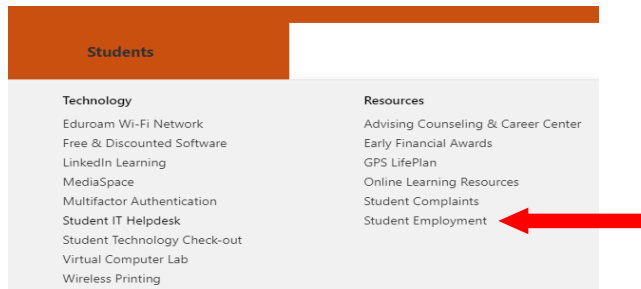 Students
Technology
Eduroam Wi-Fi Network
Free & Discounted Software
LinkedIn Learning
MediaSpace
Multifactor Authentication
Student IT Helpdesk
Student Technology Check-out
Virtual Computer Lab
Wireless Printing
Resources
Advising Counseling & Career Center
Early Financial Awards
GPS LifePlan
Online Learning Resources
Student Complaints
Student Employment